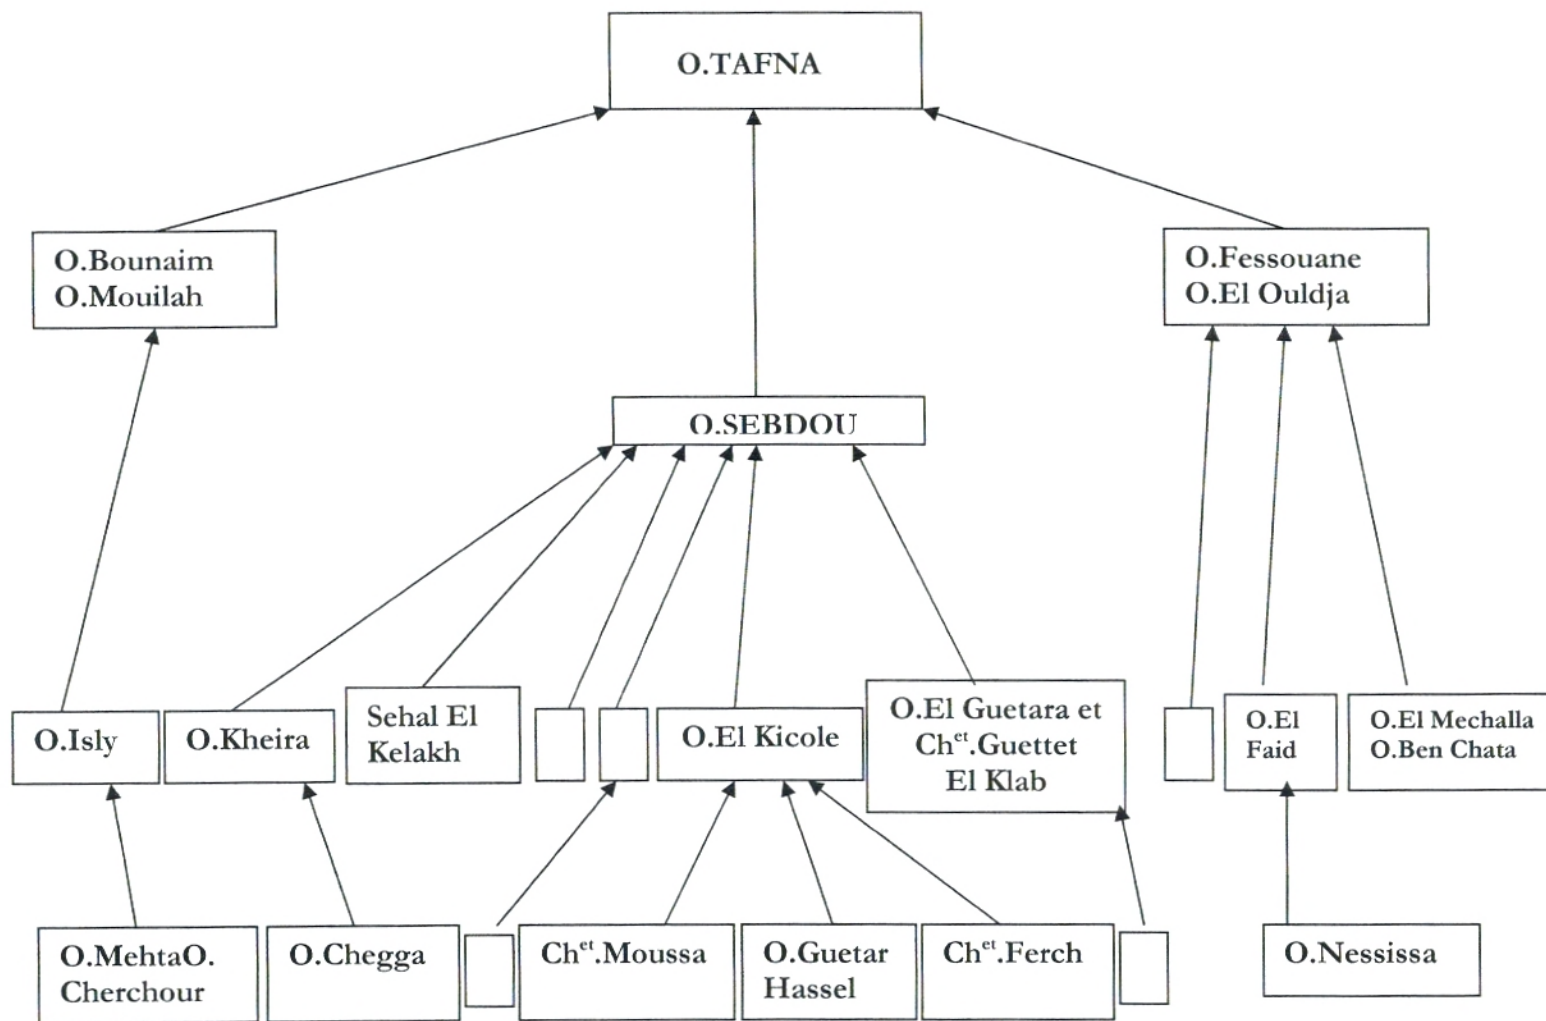 O.TAFNA
O.Bounaim
O.Mouilah
O.Fessouane
O.El Ouldja
O.SEBDOU
O.Isly
O.Kheira
Sehal El
Kelakh
O.El Kicole
O.El Guetara et
Chet.Guettet
El Klab
O.El
Faid
O.El Mechalla
O.Ben Chata
O.MehtaO.
Cherchour
O.Chegga
Chet.Moussa
O.Guetar
Hassel
Chet.Ferch
O.Nessissa